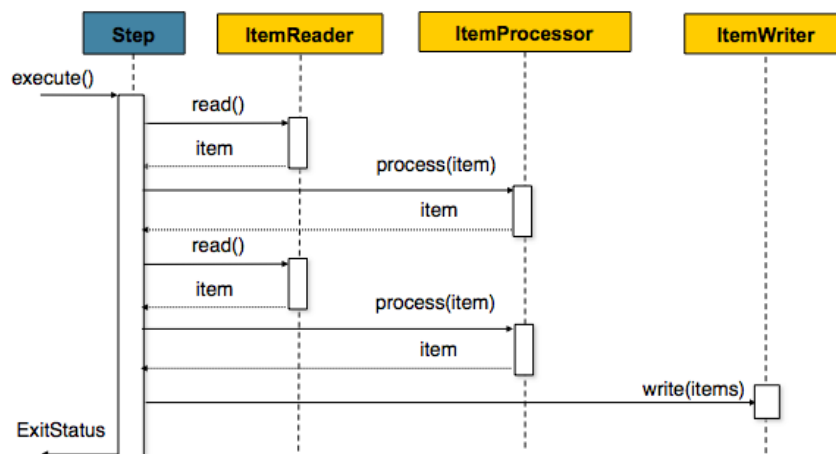 Step
ItemReader
ItemProcessor
ItemWriter
execute()
read()
item
process(item)
item
read()
item
process(item)
item
write(items)
ExitStatus